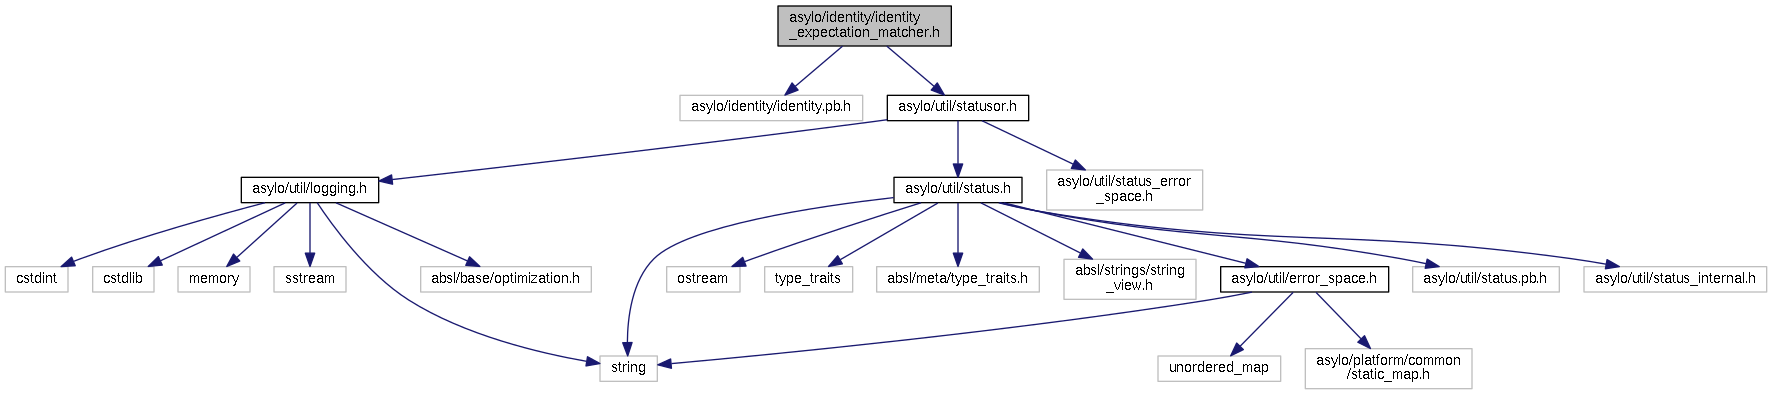 asylo/identity/identity
_expectation_matcher.h
asylo/identity/identity.pb.h
asylo/util/statusor.h
asylo/util/logging.h
asylo/util/status.h
asylo/util/status_error
_space.h
cstdint
cstdlib
memory
sstream
absl/base/optimization.h
ostream
type_traits
absl/meta/type_traits.h
absl/strings/string
_view.h
asylo/util/error_space.h
asylo/util/status.pb.h
asylo/util/status_internal.h
string
unordered_map
asylo/platform/common
/static_map.h